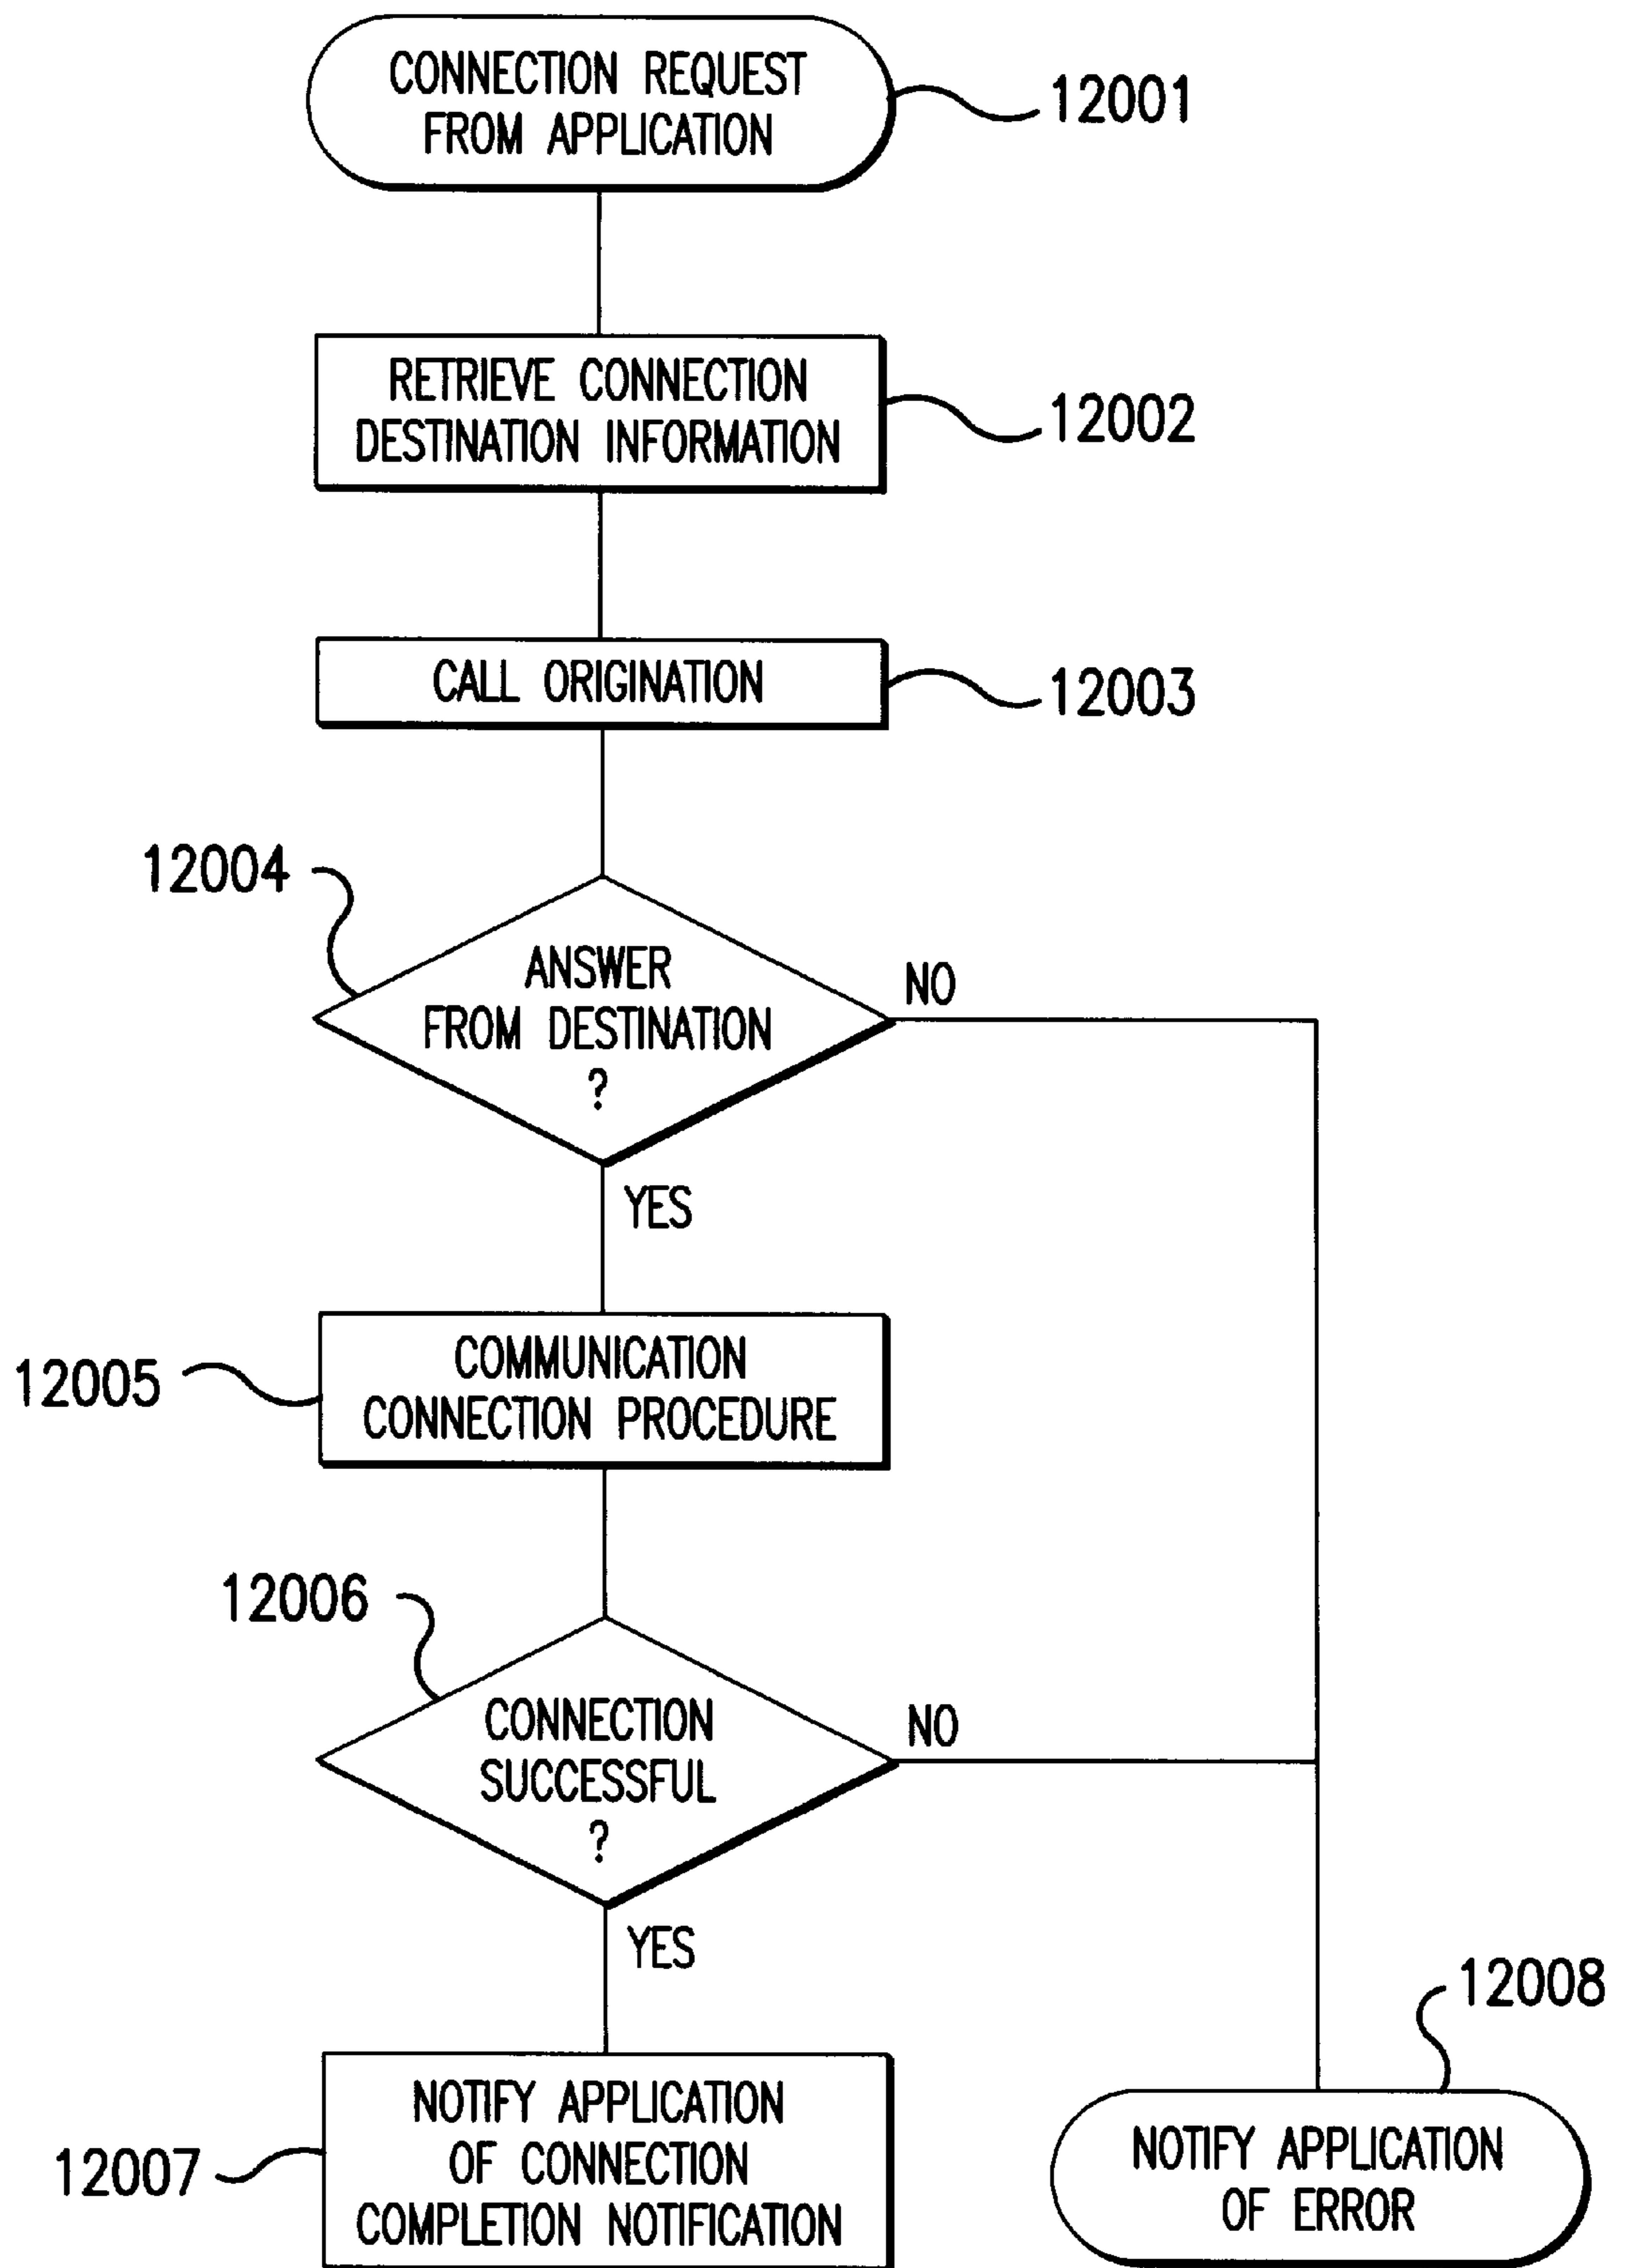 CONNECTION REQUEST
FROM APPLICATION
12001
RETRIEVE CONNECTION
DESTINATION INFORMATION
12002
CALL ORIGINATION
12003
12004
ANSWER
FROM DESTINATION
?
NO
YES
12005
COMMUNICATION
CONNECTION PROCEDURE
12006
CONNECTION
SUCCESSFUL
?
NO
YES
12007
NOTIFY APPLICATION
OF CONNECTION
COMPLETION NOTIFICATION
12008
NOTIFY APPLICATION
OF ERROR